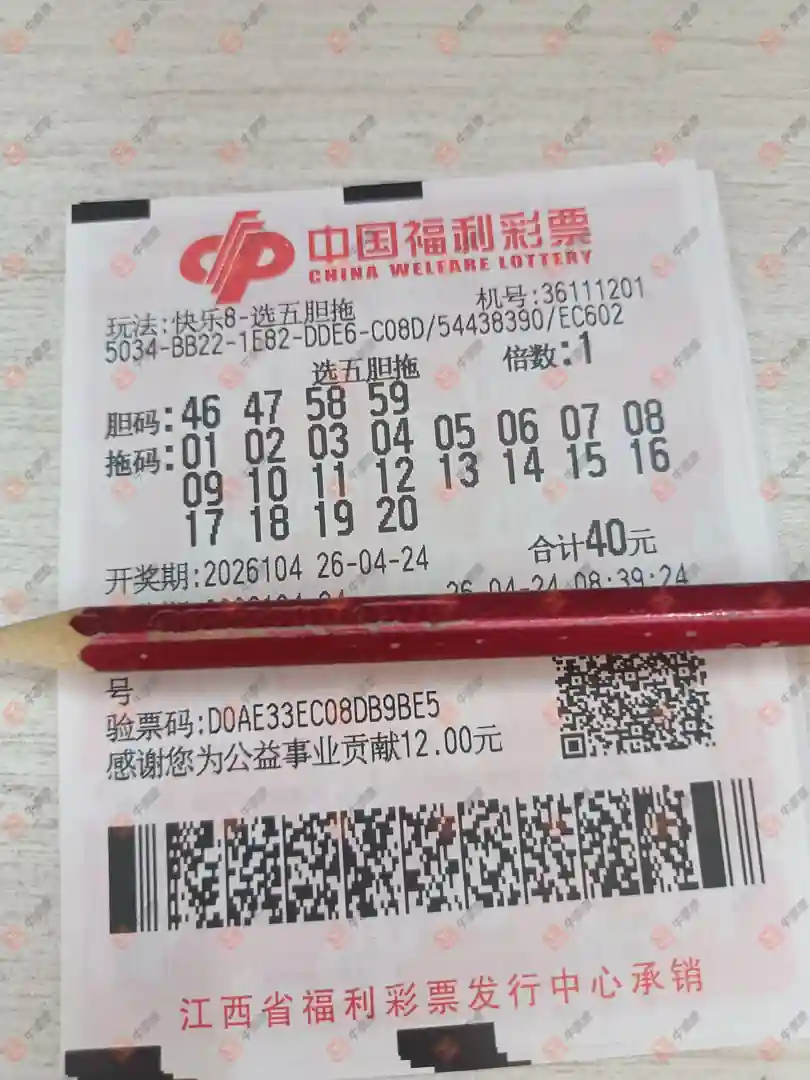 中国福利彩票
CHINA WELFARE LOTTERY
玩法:快乐8-选五胆拖 机号:36111201
5034-BB22-1E82-DDE6-C08D/54438390/EC602
选五胆拖 倍数:1
胆码:46 47 58 59
拖码:01 02 03 04 05 06 07 08
09 10 11 12 13 14 15 16
17 18 19 20
开奖期:2026104 26-04-24 合计40元
26-04-24 08:39:24
号
验票码:D0AE33EC08DB9BE5
感谢您为公益事业贡献12.00元
江西省福利彩票发行中心承销